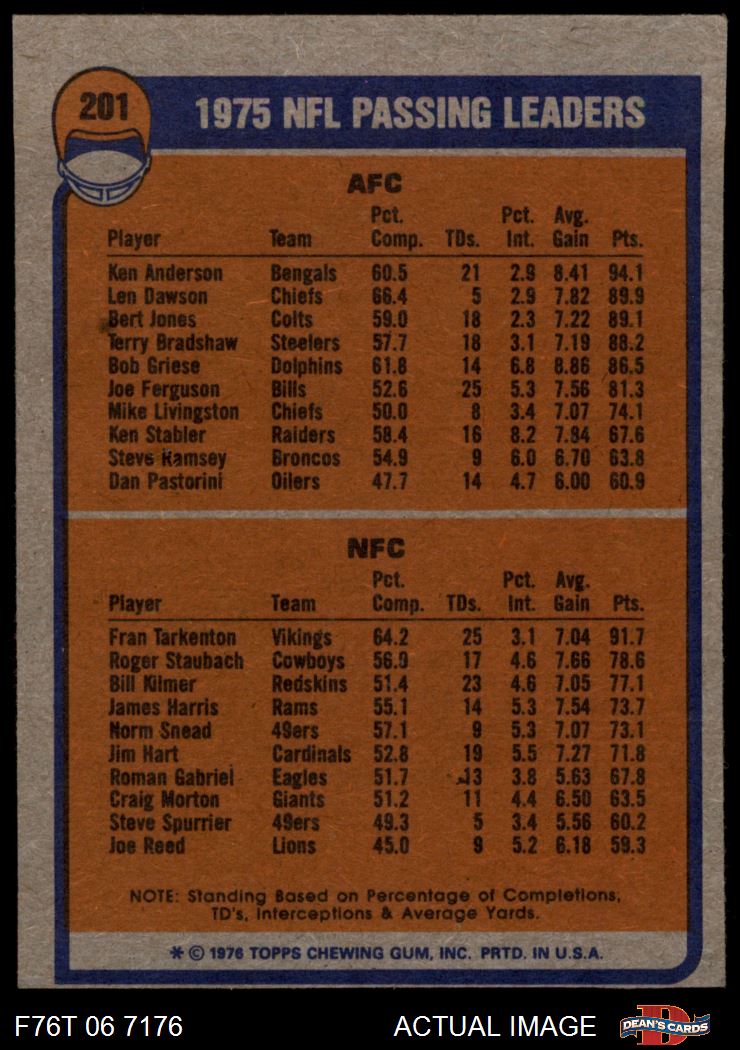 201
1975 NFL PASSING LEADERS
AFC
Pct. Pct. Avg.
Player Team Comp. TDs. Int. Gain Pts.
Ken Anderson Bengals 60.5 21 2.9 8.41 94.1
Len Dawson Chiefs 66.4 5 2.9 7.82 89.9
Bert Jones Colts 59.0 18 2.3 7.22 89.1
Terry Bradshaw Steelers 57.7 18 3.1 7.19 88.2
Bob Griese Dolphins 61.8 14 6.8 8.86 86.5
Joe Ferguson Bills 52.6 25 5.3 7.56 81.3
Mike Livingston Chiefs 50.0 8 3.4 7.07 74.1
Ken Stabler Raiders 58.4 16 8.2 7.84 67.6
Steve Ramsey Broncos 54.9 9 6.0 6.70 63.8
Dan Pastorini Oilers 47.7 14 4.7 6.00 60.9
NFC
Pct. Pct. Avg.
Player Team Comp. TDs. Int. Gain Pts.
Fran Tarkenton Vikings 64.2 25 3.1 7.04 91.7
Roger Staubach Cowboys 56.9 17 4.6 7.66 78.6
Bill Kilmer Redskins 51.4 23 4.6 7.05 77.1
James Harris Rams 55.1 14 5.3 7.54 73.7
Norm Snead 49ers 57.1 9 5.3 7.07 73.1
Jim Hart Cardinals 52.8 19 5.5 7.27 71.8
Roman Gabriel Eagles 51.7 13 3.8 5.63 67.8
Craig Morton Giants 51.2 11 4.4 6.50 63.5
Steve Spurrier 49ers 49.3 5 3.4 5.56 60.2
Joe Reed Lions 45.0 9 5.2 6.18 59.3
NOTE: Standing Based on Percentage of Completions,
TD's, Interceptions & Average Yards.
* © 1976 TOPPS CHEWING GUM, INC. PRTD. IN U.S.A.
F76T 06 7176 ACTUAL IMAGE DEAN'S CARDS